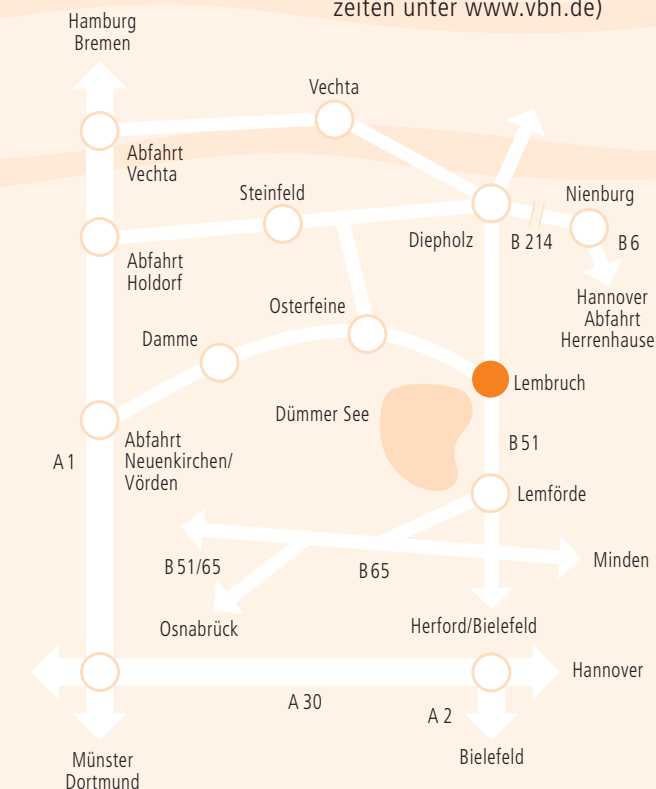 zeiten unter www.vbn.de)
Hamburg
Bremen
Vechta
Abfahrt
Vechta
Steinfeld
Nienburg
Diepholz
B 214
B 6
Abfahrt
Holdorf
Hannover
Abfahrt
Herrenhause
Osterfeine
Damme
Lembruch
Dümmer See
Abfahrt
Neuenkirchen/
Vörden
A 1
B 51
Lemförde
B 51/65
B 65
Minden
Osnabrück
Herford/Bielefeld
Hannover
A 30
A 2
Münster
Dortmund
Bielefeld